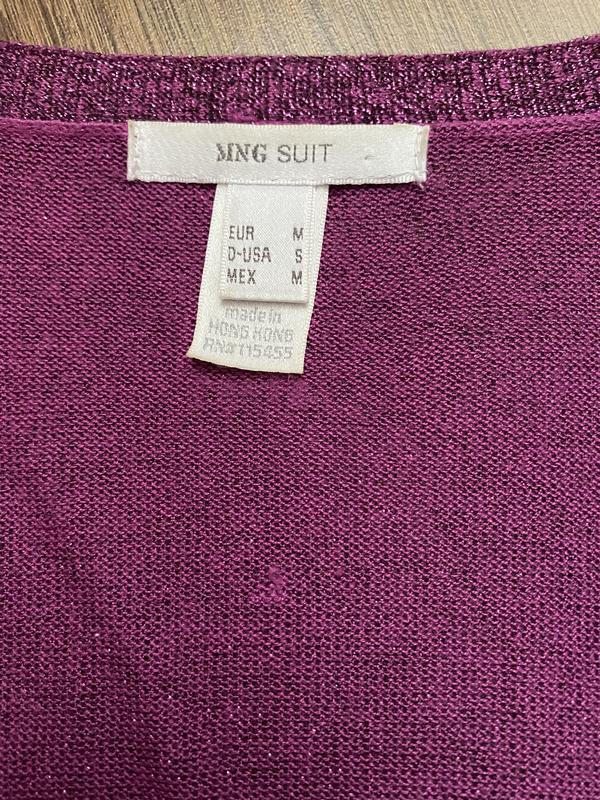 MNG SUIT
EUR M
D-USA S
MEX M
made in
HONG KONG
RN#115455